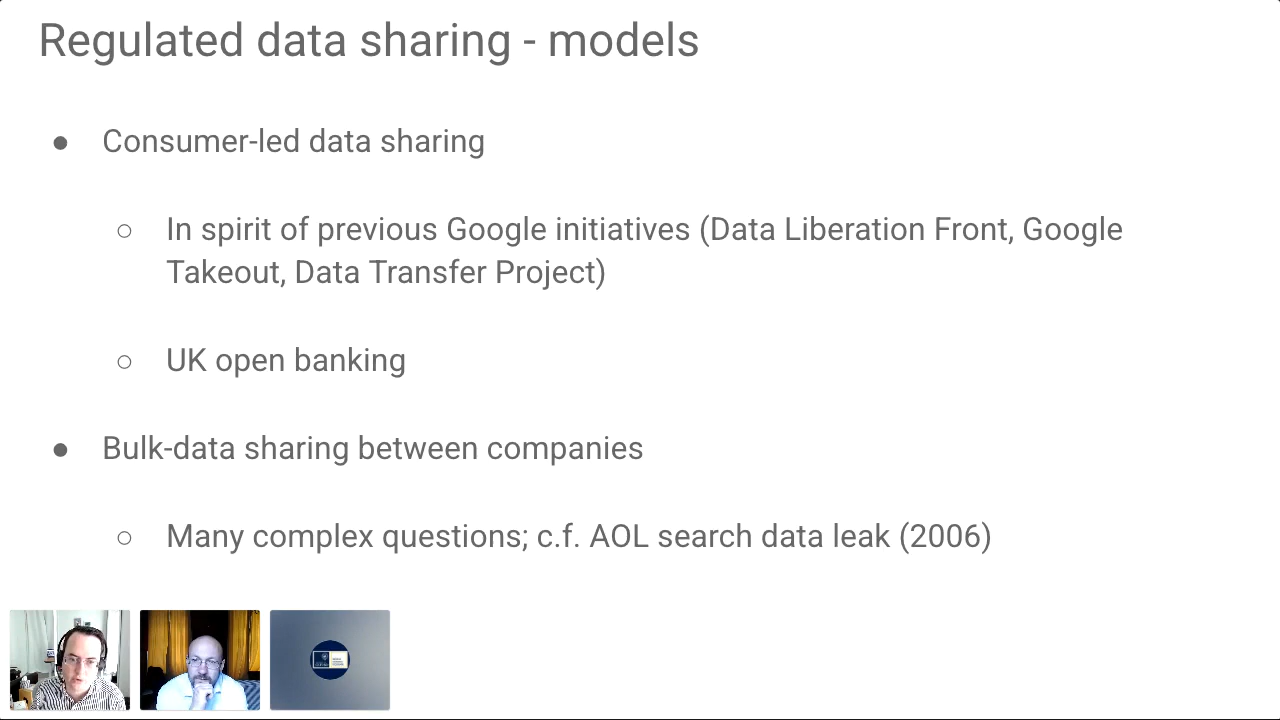 Regulated data sharing - models
● Consumer-led data sharing
○ In spirit of previous Google initiatives (Data Liberation Front, Google
Takeout, Data Transfer Project)
○ UK open banking
● Bulk-data sharing between companies
○ Many complex questions; c.f. AOL search data leak (2006)